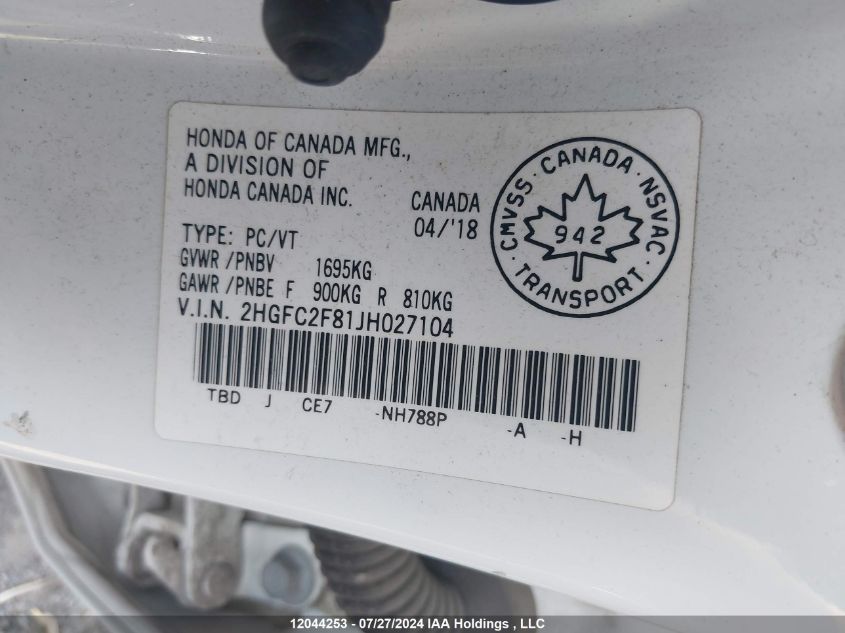 HONDA OF CANADA MFG.,
A DIVISION OF
HONDA CANADA INC.
CANADA
04/'18
TYPE: PC/VT
GVWR /PNBV 1695KG
GAWR /PNBE F 900KG R 810KG
V.I.N. 2HGFC2F81JH027104
TBD J CE7 -NH788P -A -H
CMVSS · CANADA · NSVAC · TRANSPORT ·
942
12044253 - 07/27/2024 IAA Holdings , LLC